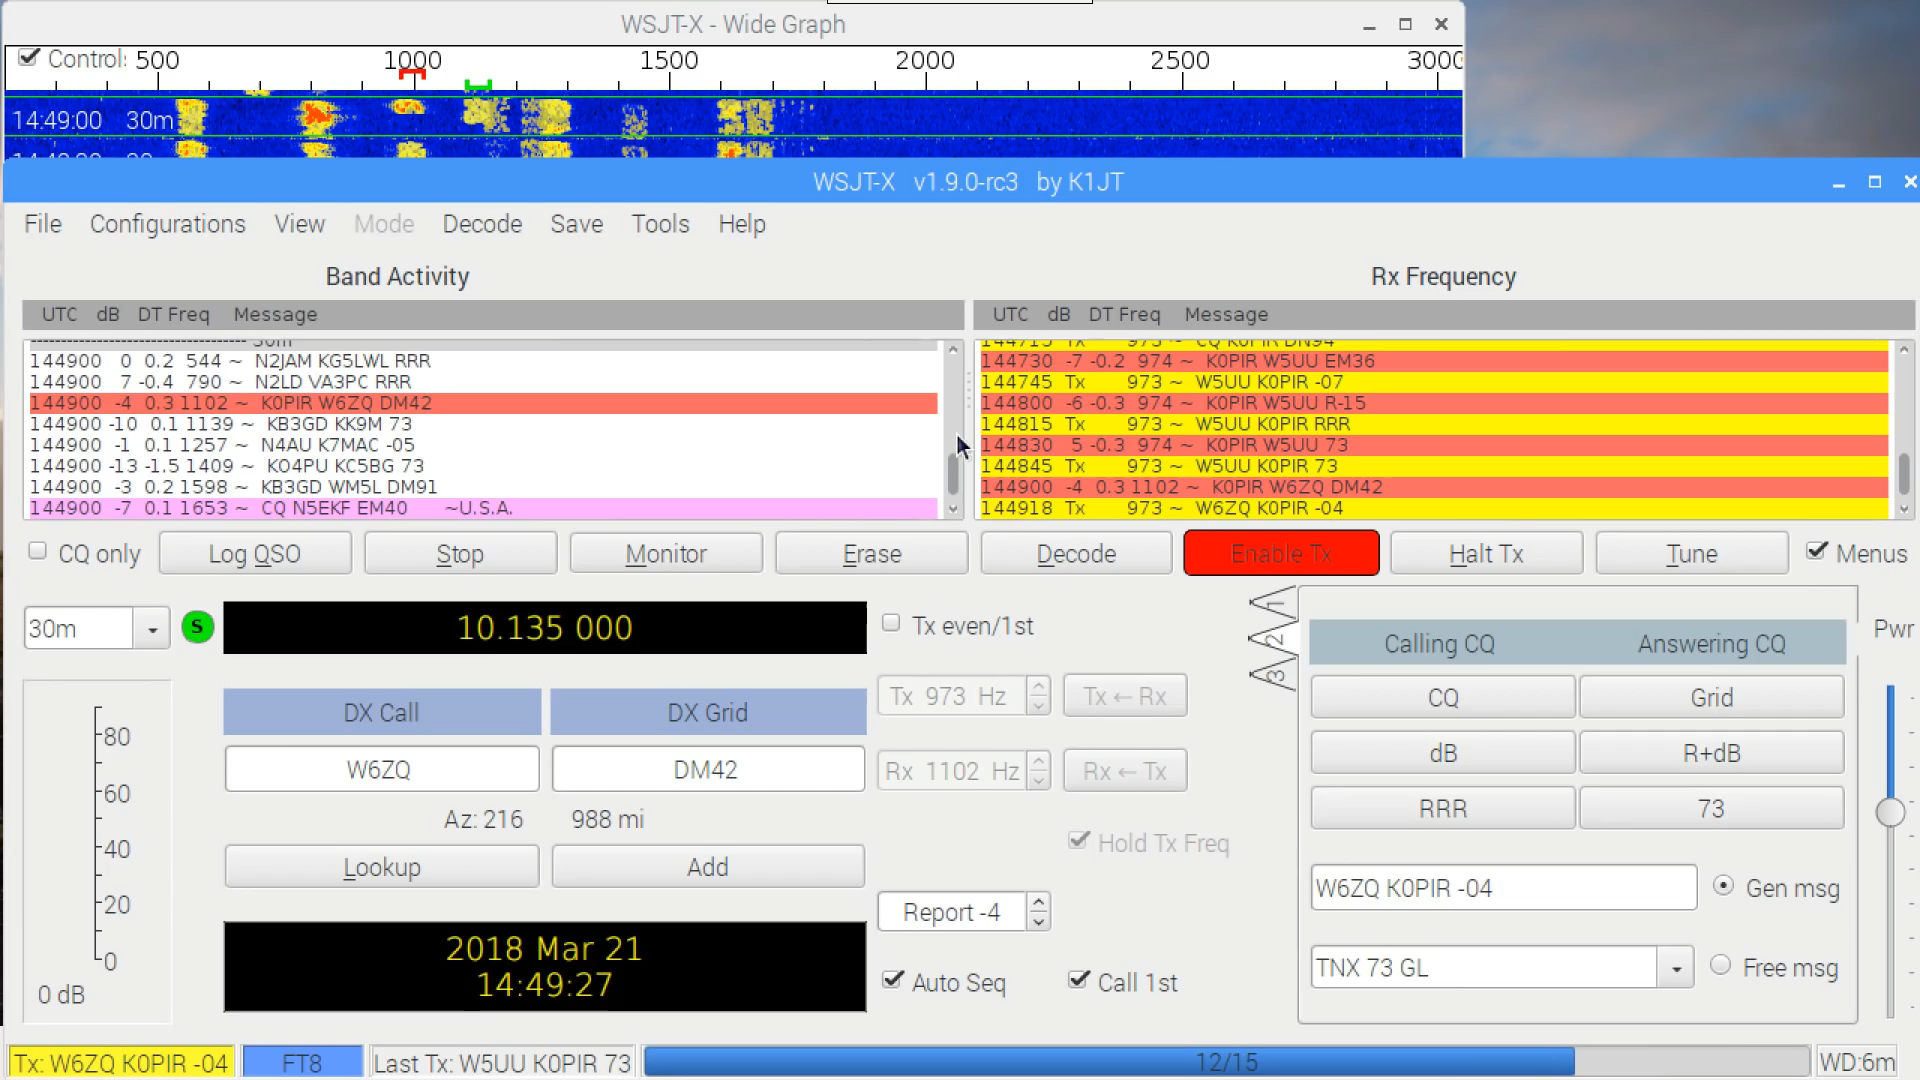 WSJT-X - Wide Graph
Controls 500 1000 1500 2000 2500 3000
14:49:00 30m
WSJT-X v1.9.0-rc3 by K1JT
File Configurations View Mode Decode Save Tools Help
Band Activity
UTC dB DT Freq Message
30m
144900 0 0.2 544 ~ N2JAM KG5LWL RRR
144900 7 -0.4 790 ~ N2LD VA3PC RRR
144900 -4 0.3 1102 ~ K0PIR W6ZQ DM42
144900 -10 0.1 1139 ~ KB3GD KK9M 73
144900 -1 0.1 1257 ~ N4AU K7MAC -05
144900 -13 -1.5 1409 ~ KO4PU KC5BG 73
144900 -3 0.2 1598 ~ KB3GD WM5L DM91
144900 -7 0.1 1653 ~ CQ N5EKF EM40 ~U.S.A.
Rx Frequency
UTC dB DT Freq Message
144715 Tx 973 ~ CQ K0PIR DN94
144730 -7 -0.2 974 ~ K0PIR W5UU EM36
144745 Tx 973 ~ W5UU K0PIR -07
144800 -6 -0.3 974 ~ K0PIR W5UU R-15
144815 Tx 973 ~ W5UU K0PIR RRR
144830 5 -0.3 974 ~ K0PIR W5UU 73
144845 Tx 973 ~ W5UU K0PIR 73
144900 -4 0.3 1102 ~ K0PIR W6ZQ DM42
144918 Tx 973 ~ W6ZQ K0PIR -04
CQ only Log QSO Stop Monitor Erase Decode Enable Tx Halt Tx Tune Menus
30m S 10.135 000 Tx even/1st
DX Call DX Grid Tx 973 Hz Tx ← Rx
W6ZQ DM42 Rx 1102 Hz Rx ← Tx
Az: 216 988 mi Hold Tx Freq
Lookup Add
Report -4
2018 Mar 21
14:49:27
Auto Seq Call 1st
80
60
40
20
0
0 dB
1
2
3
Calling CQ Answering CQ
CQ Grid
dB R+dB
RRR 73
W6ZQ K0PIR -04 Gen msg
TNX 73 GL Free msg
Pwr
Tx: W6ZQ K0PIR -04 FT8 Last Tx: W5UU K0PIR 73 12/15 WD:6m